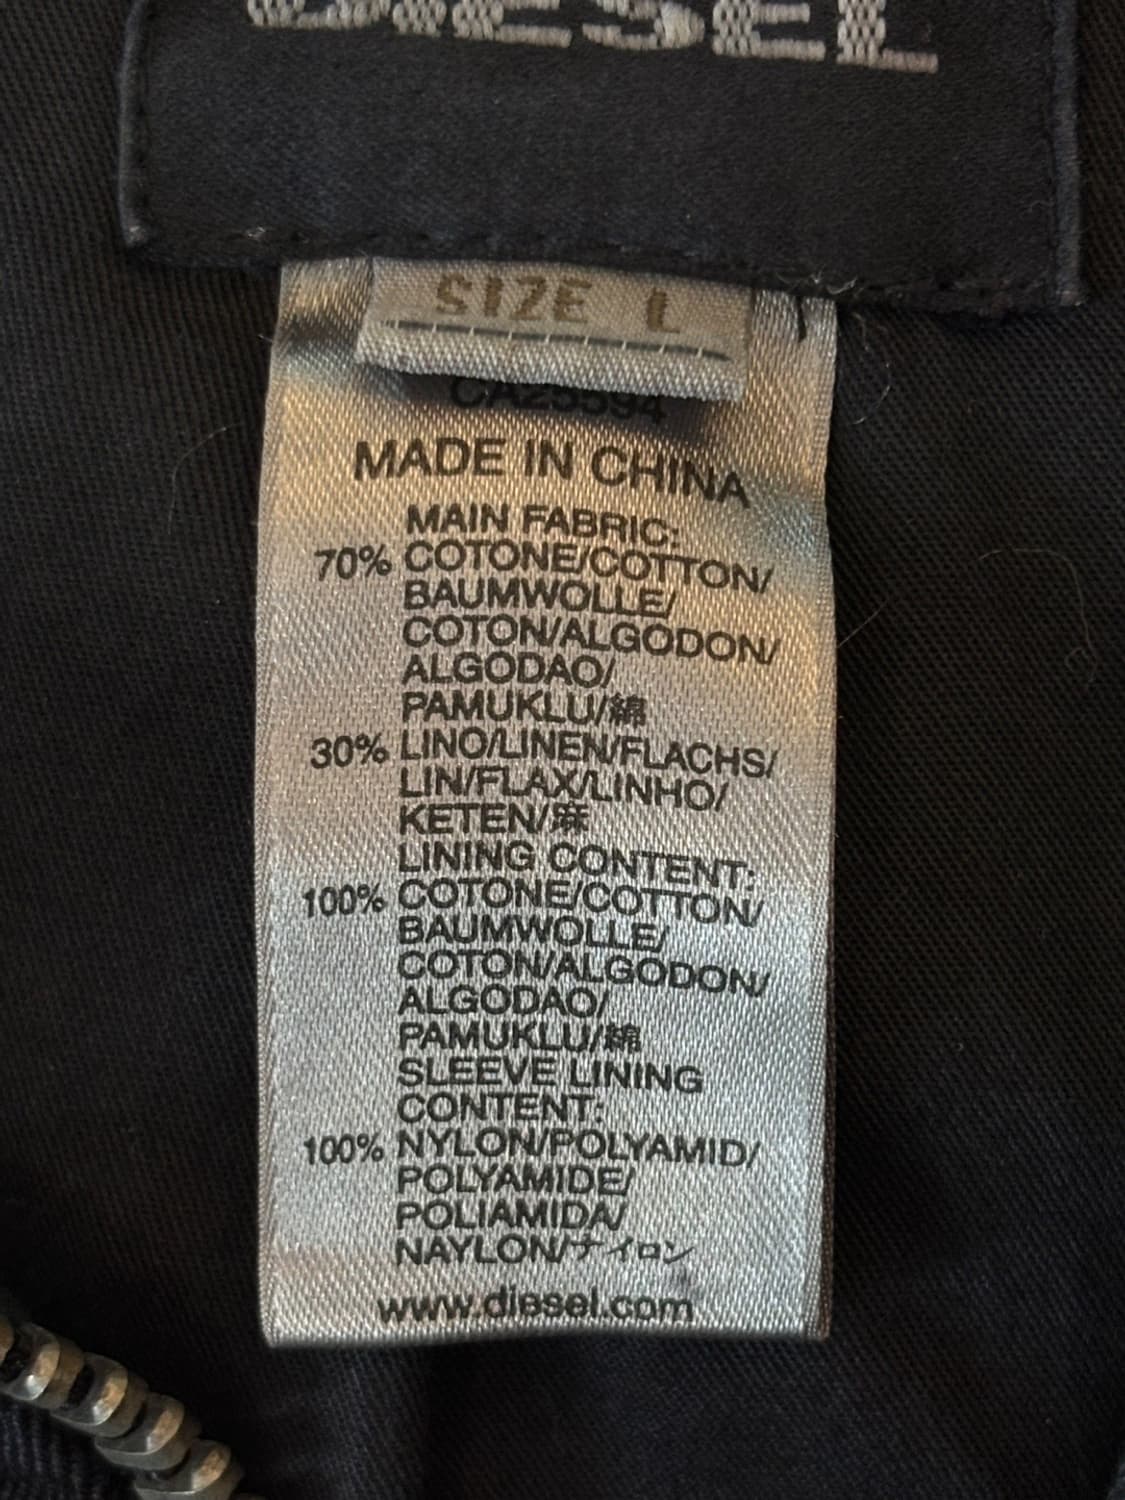 DIESEL
SIZE L
CA25594
MADE IN CHINA
MAIN FABRIC:
70% COTONE/COTTON/
BAUMWOLLE/
COTON/ALGODON/
ALGODAO/
PAMUKLU/綿
30% LINO/LINEN/FLACHS/
LIN/FLAX/LINHO/
KETEN/麻
LINING CONTENT:
100% COTONE/COTTON/
BAUMWOLLE/
COTON/ALGODON/
ALGODAO/
PAMUKLU/綿
SLEEVE LINING
CONTENT:
100% NYLON/POLYAMID/
POLYAMIDE/
POLIAMIDA/
NAYLON/ナイロン
www.diesel.com